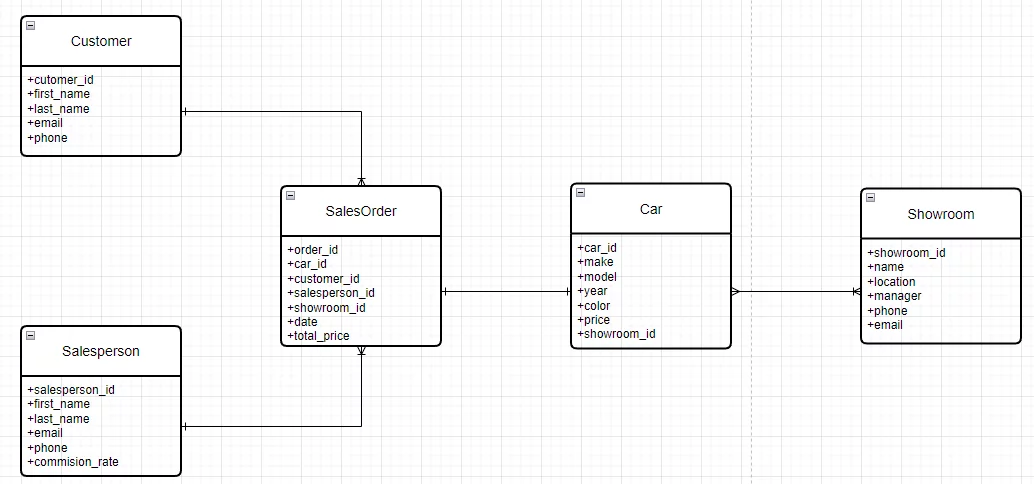 Customer
+cutomer_id
+first_name
+last_name
+email
+phone
SalesOrder
+order_id
+car_id
+customer_id
+salesperson_id
+showroom_id
+date
+total_price
Car
+car_id
+make
+model
+year
+color
+price
+showroom_id
Showroom
+showroom_id
+name
+location
+manager
+phone
+email
Salesperson
+salesperson_id
+first_name
+last_name
+email
+phone
+commision_rate